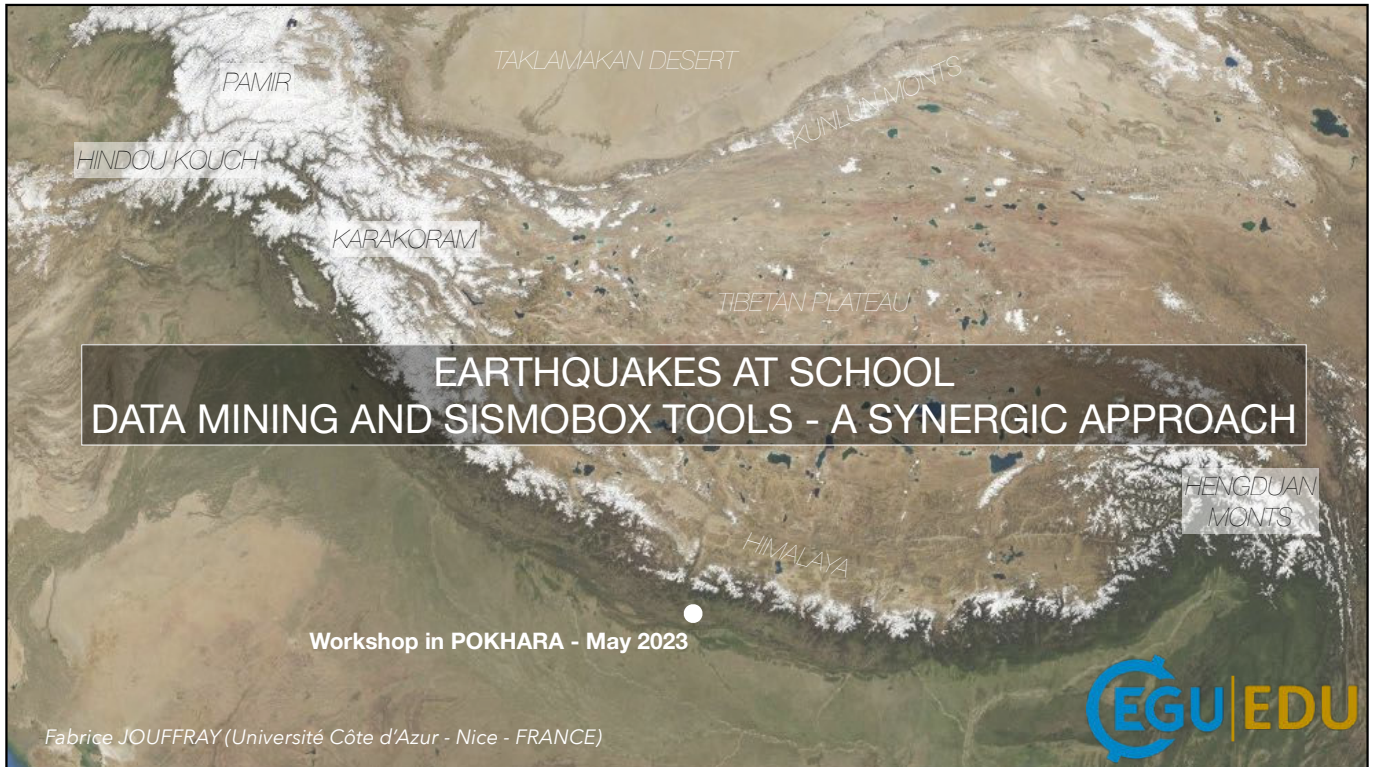 TAKLAMAKAN DESERT
PAMIR
KUNLUN MONTS
HINDOU KOUCH
KARAKORAM
TIBETAN PLATEAU
EARTHQUAKES AT SCHOOL
DATA MINING AND SISMOBOX TOOLS - A SYNERGIC APPROACH
HENGDUAN
MONTS
HIMALAYA
Workshop in POKHARA - May 2023
EGU|EDU
Fabrice JOUFFRAY (Université Côte d'Azur - Nice - FRANCE)